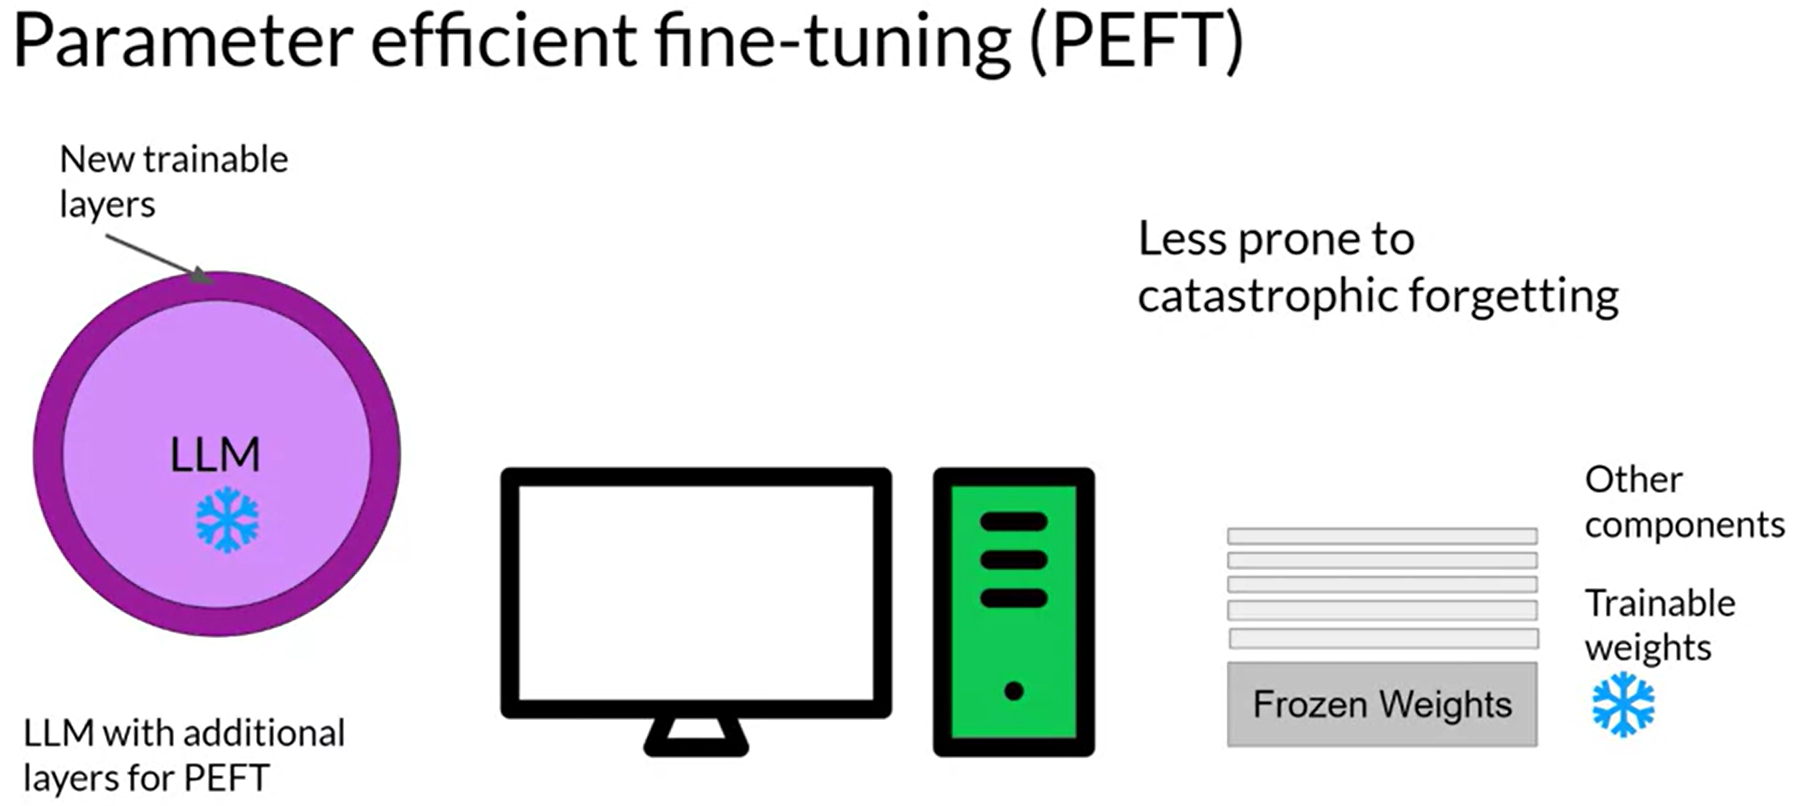 Parameter efficient fine-tuning (PEFT)
New trainable
layers
LLM
LLM with additional
layers for PEFT
Less prone to
catastrophic forgetting
Other
components
Trainable
weights
Frozen Weights